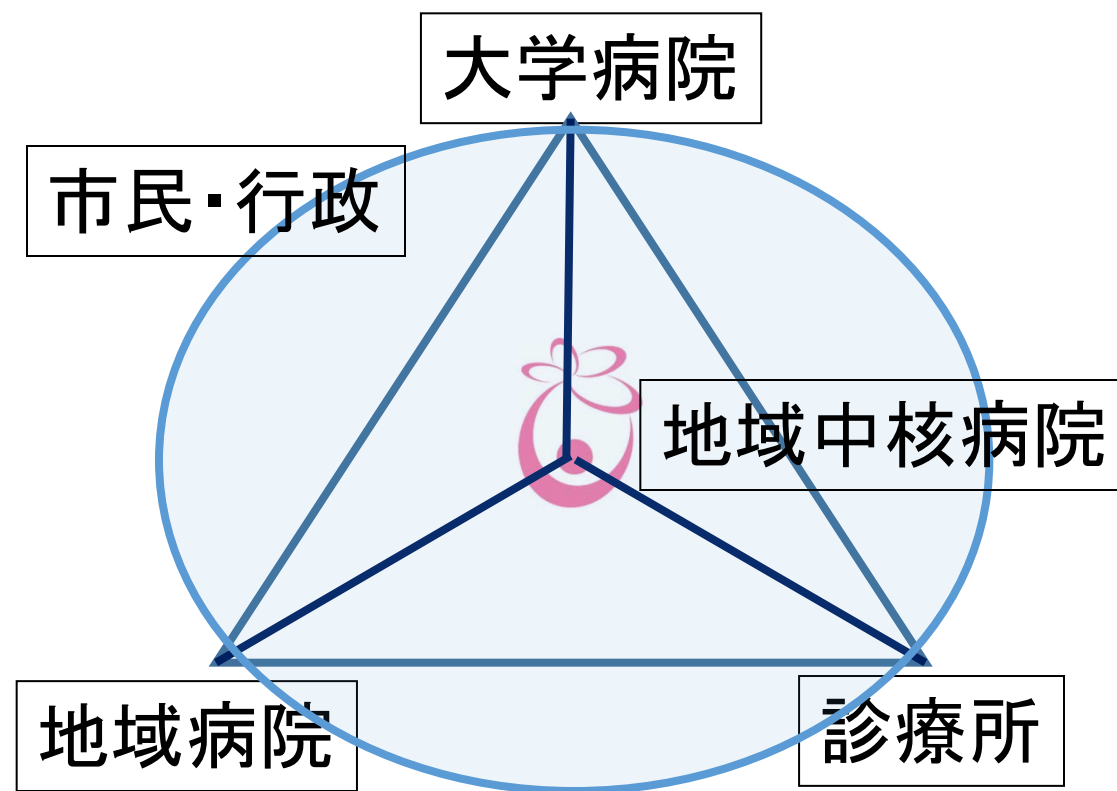 大学病院
市民・行政
地域中核病院
地域病院
診療所